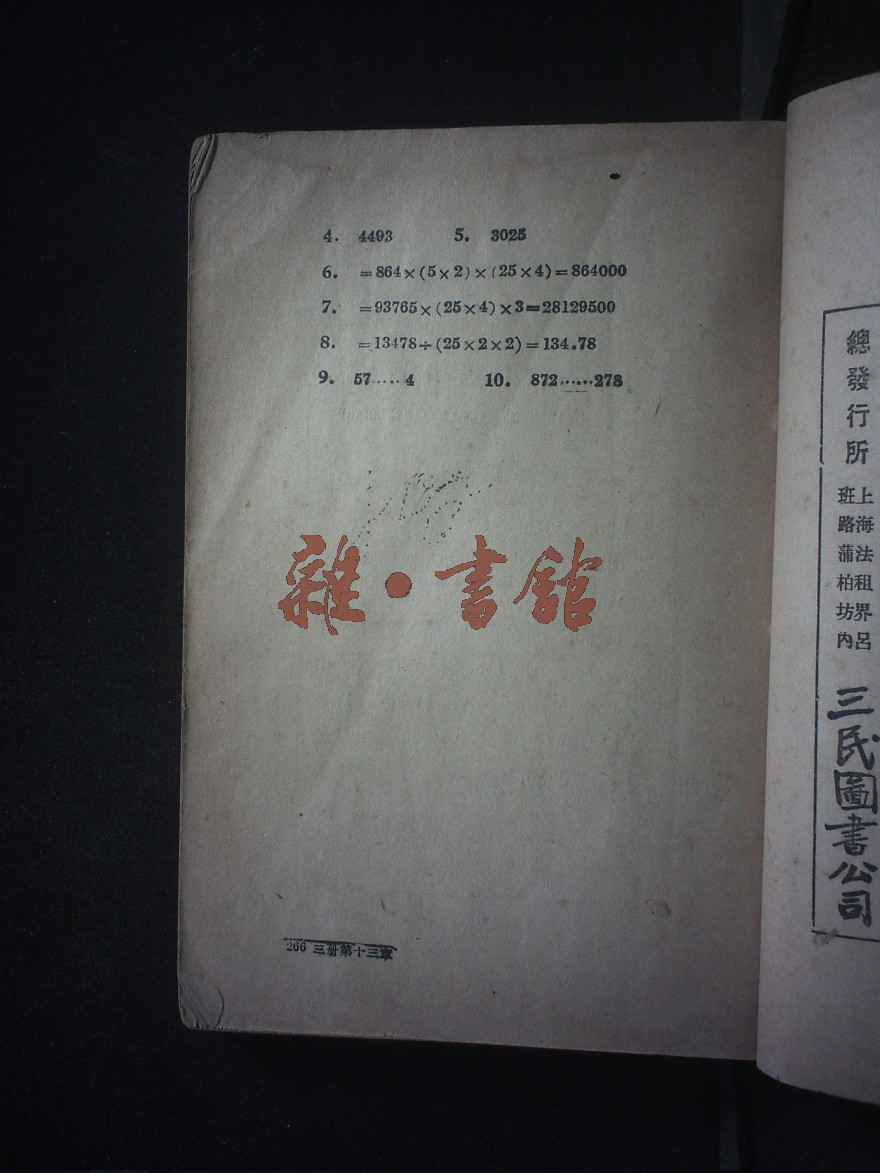 4. 4493 5. 3025
6. =864×(5×2)×(25×4)=864000
7. =93765×(25×4)×3=28129500
8. =13478÷(25×2×2)=134.78
9. 57·····4 10. 872······278
雜·書館
266 三册第十三章
總發行所
上海法租界呂
班路蒲柏坊內
三民圖書公司